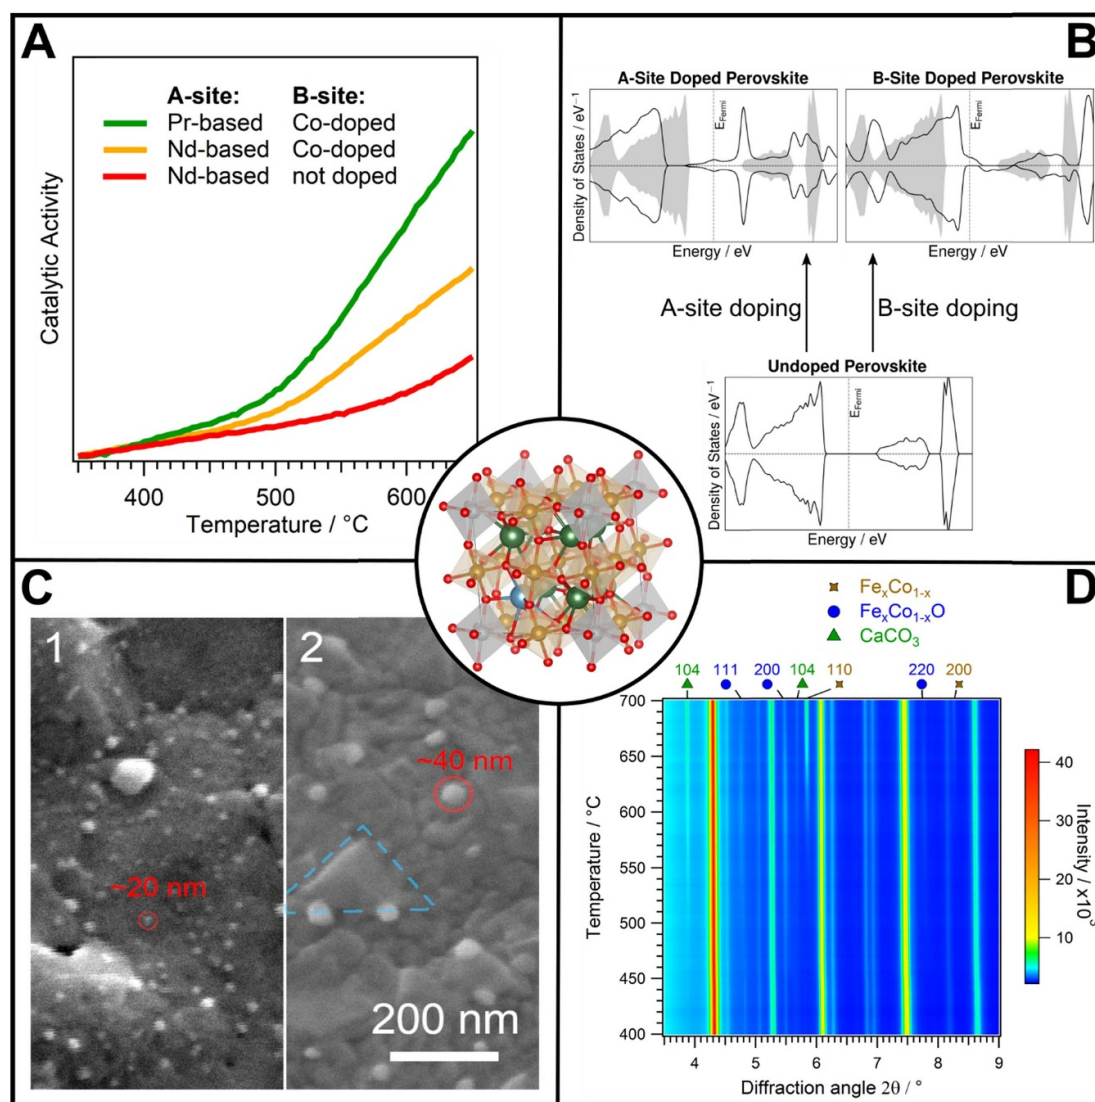 A
A-site: B-site:
Pr-based Co-doped
Nd-based Co-doped
Nd-based not doped
Catalytic Activity
400 500 600
Temperature / °C
B
A-Site Doped Perovskite
B-Site Doped Perovskite
Density of States / eV⁻¹
E_Fermi
E_Fermi
Energy / eV
Energy / eV
A-site doping
B-site doping
Undoped Perovskite
Density of States / eV⁻¹
E_Fermi
Energy / eV
C
1
~20 nm
2
~40 nm
200 nm
D
FeₓCo₁₋ₓ
FeₓCo₁₋ₓO
CaCO₃
104 111 200 104 110 220 200
700
650
600
550
500
450
400
Temperature / °C
4 5 6 7 8 9
Diffraction angle 2θ / °
40
30
20
10
Intensity / x10³